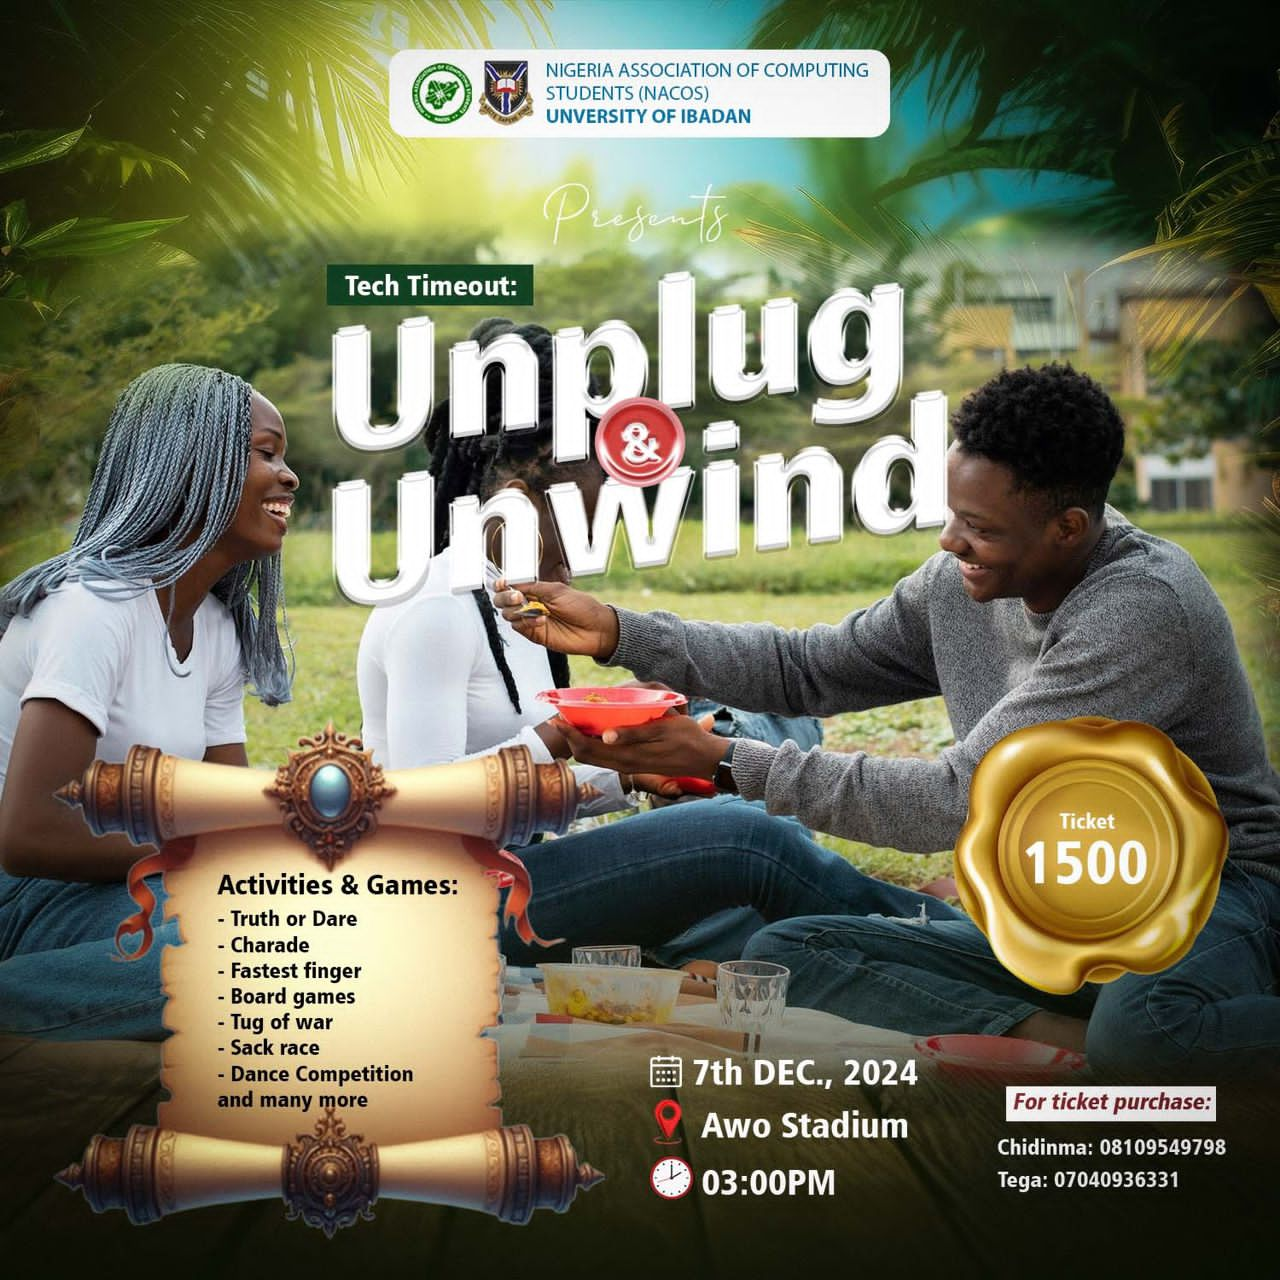 NIGERIA ASSOCIATION OF COMPUTING
STUDENTS (NACOS)
UNVERSITY OF IBADAN
Presents
Tech Timeout:
Unplug
&
Unwind
Activities & Games:
- Truth or Dare
- Charade
- Fastest finger
- Board games
- Tug of war
- Sack race
- Dance Competition
and many more
Ticket
1500
7th DEC., 2024
Awo Stadium
03:00PM
For ticket purchase:
Chidinma: 08109549798
Tega: 07040936331